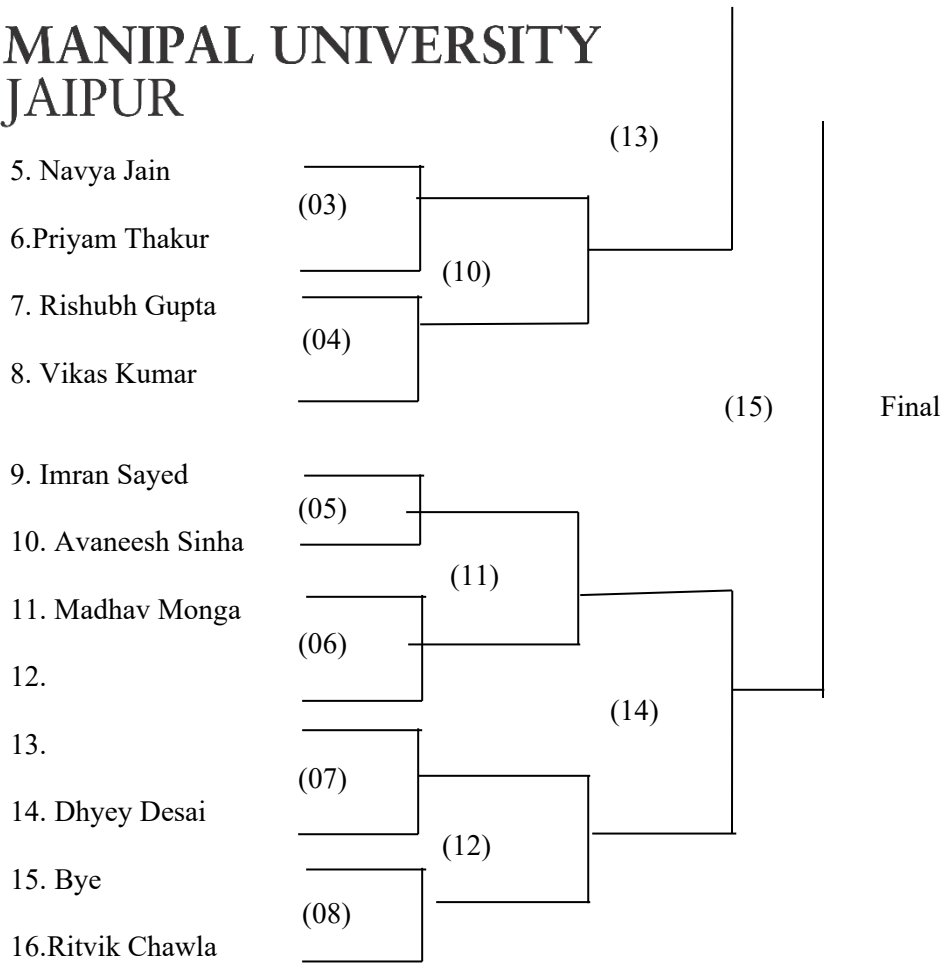 MANIPAL UNIVERSITY
JAIPUR
(13)
5. Navya Jain
(03)
6.Priyam Thakur
(10)
7. Rishubh Gupta
(04)
8. Vikas Kumar
(15) Final
9. Imran Sayed
(05)
10. Avaneesh Sinha
(11)
11. Madhav Monga
(06)
12.
(14)
13.
(07)
14. Dhyey Desai
(12)
15. Bye
(08)
16.Ritvik Chawla